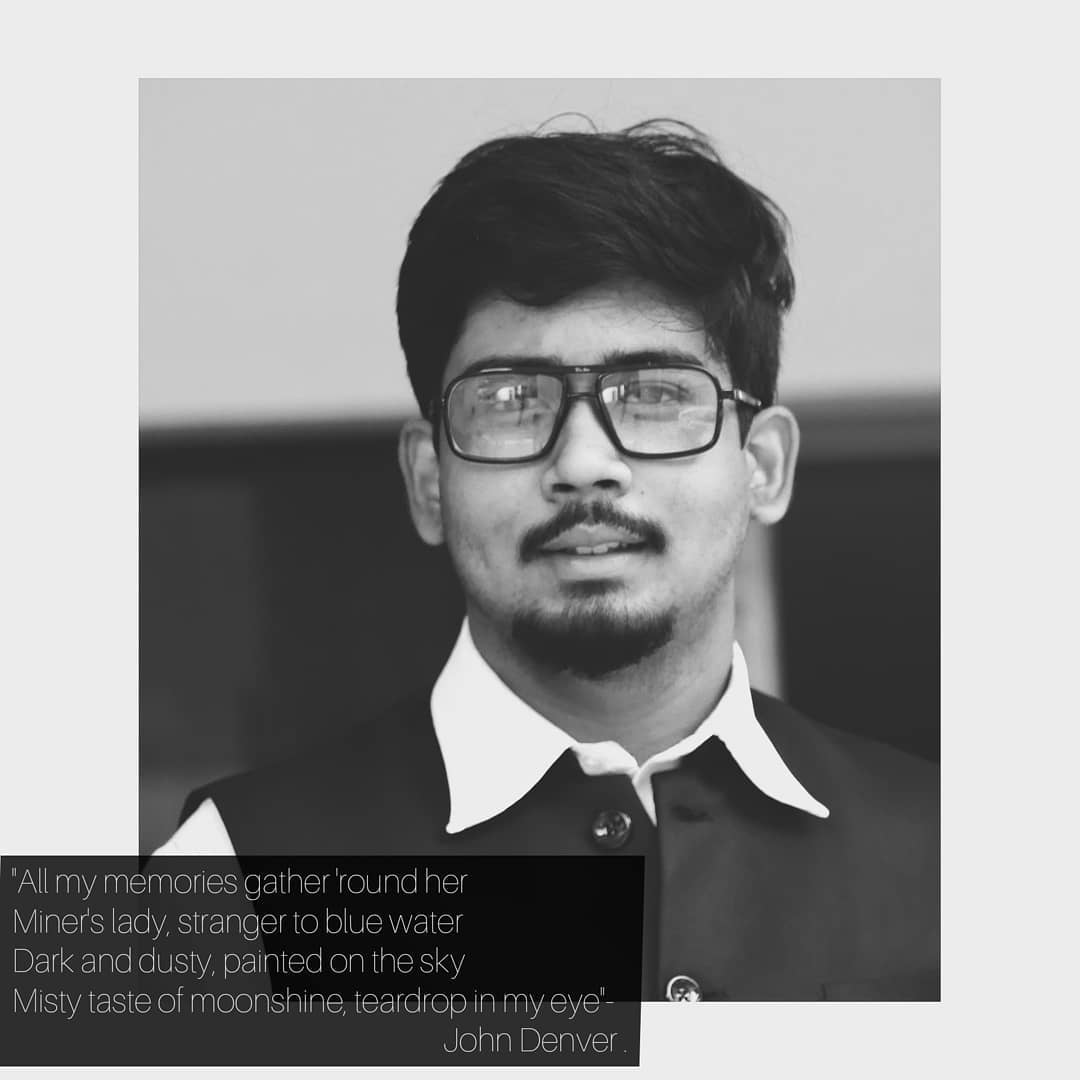 "All my memories gather 'round her
Miner's lady, stranger to blue water
Dark and dusty, painted on the sky
Misty taste of moonshine, teardrop in my eye"-
John Denver .